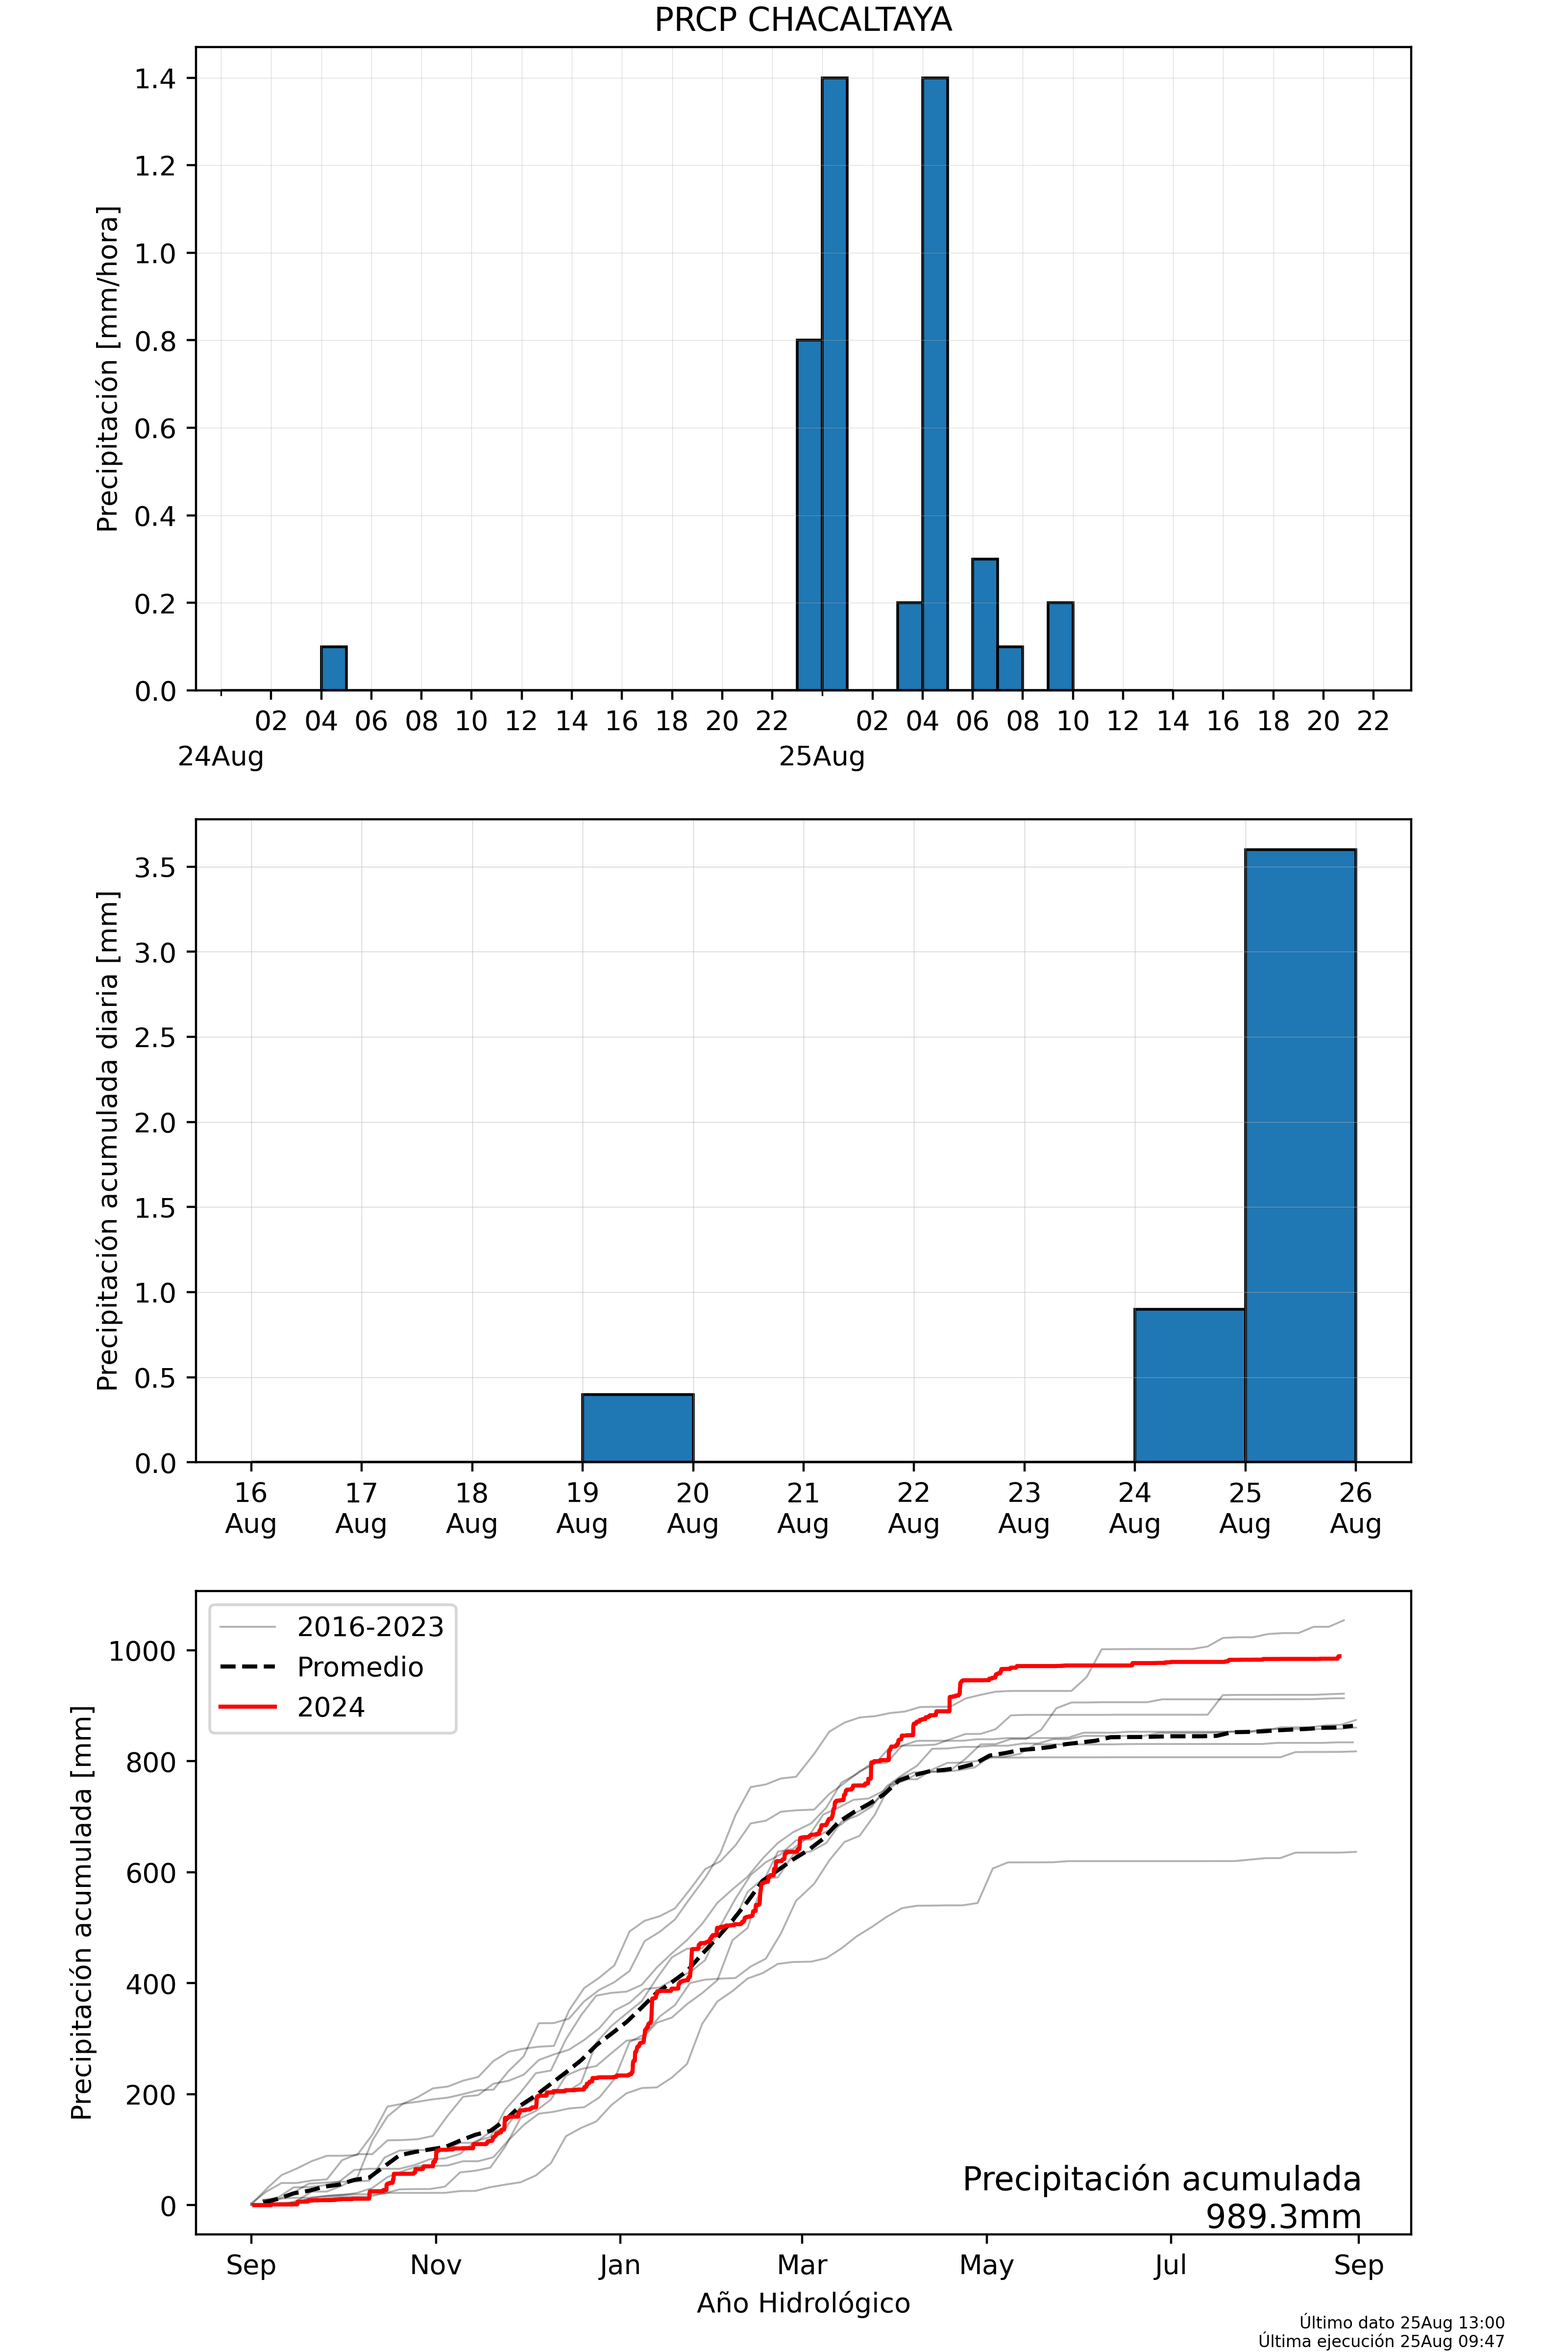 PRCP CHACALTAYA
Precipitación [mm/hora]
1.4
1.2
1.0
0.8
0.6
0.4
0.2
0.0
02 04 06 08 10 12 14 16 18 20 22 02 04 06 08 10 12 14 16 18 20 22
24Aug 25Aug
Precipitación acumulada diaria [mm]
3.5
3.0
2.5
2.0
1.5
1.0
0.5
0.0
16 17 18 19 20 21 22 23 24 25 26
Aug Aug Aug Aug Aug Aug Aug Aug Aug Aug Aug
Precipitación acumulada [mm]
1000
800
600
400
200
0
2016-2023
Promedio
2024
Precipitación acumulada
989.3mm
Sep Nov Jan Mar May Jul Sep
Año Hidrológico
Último dato 25Aug 13:00
Última ejecución 25Aug 09:47